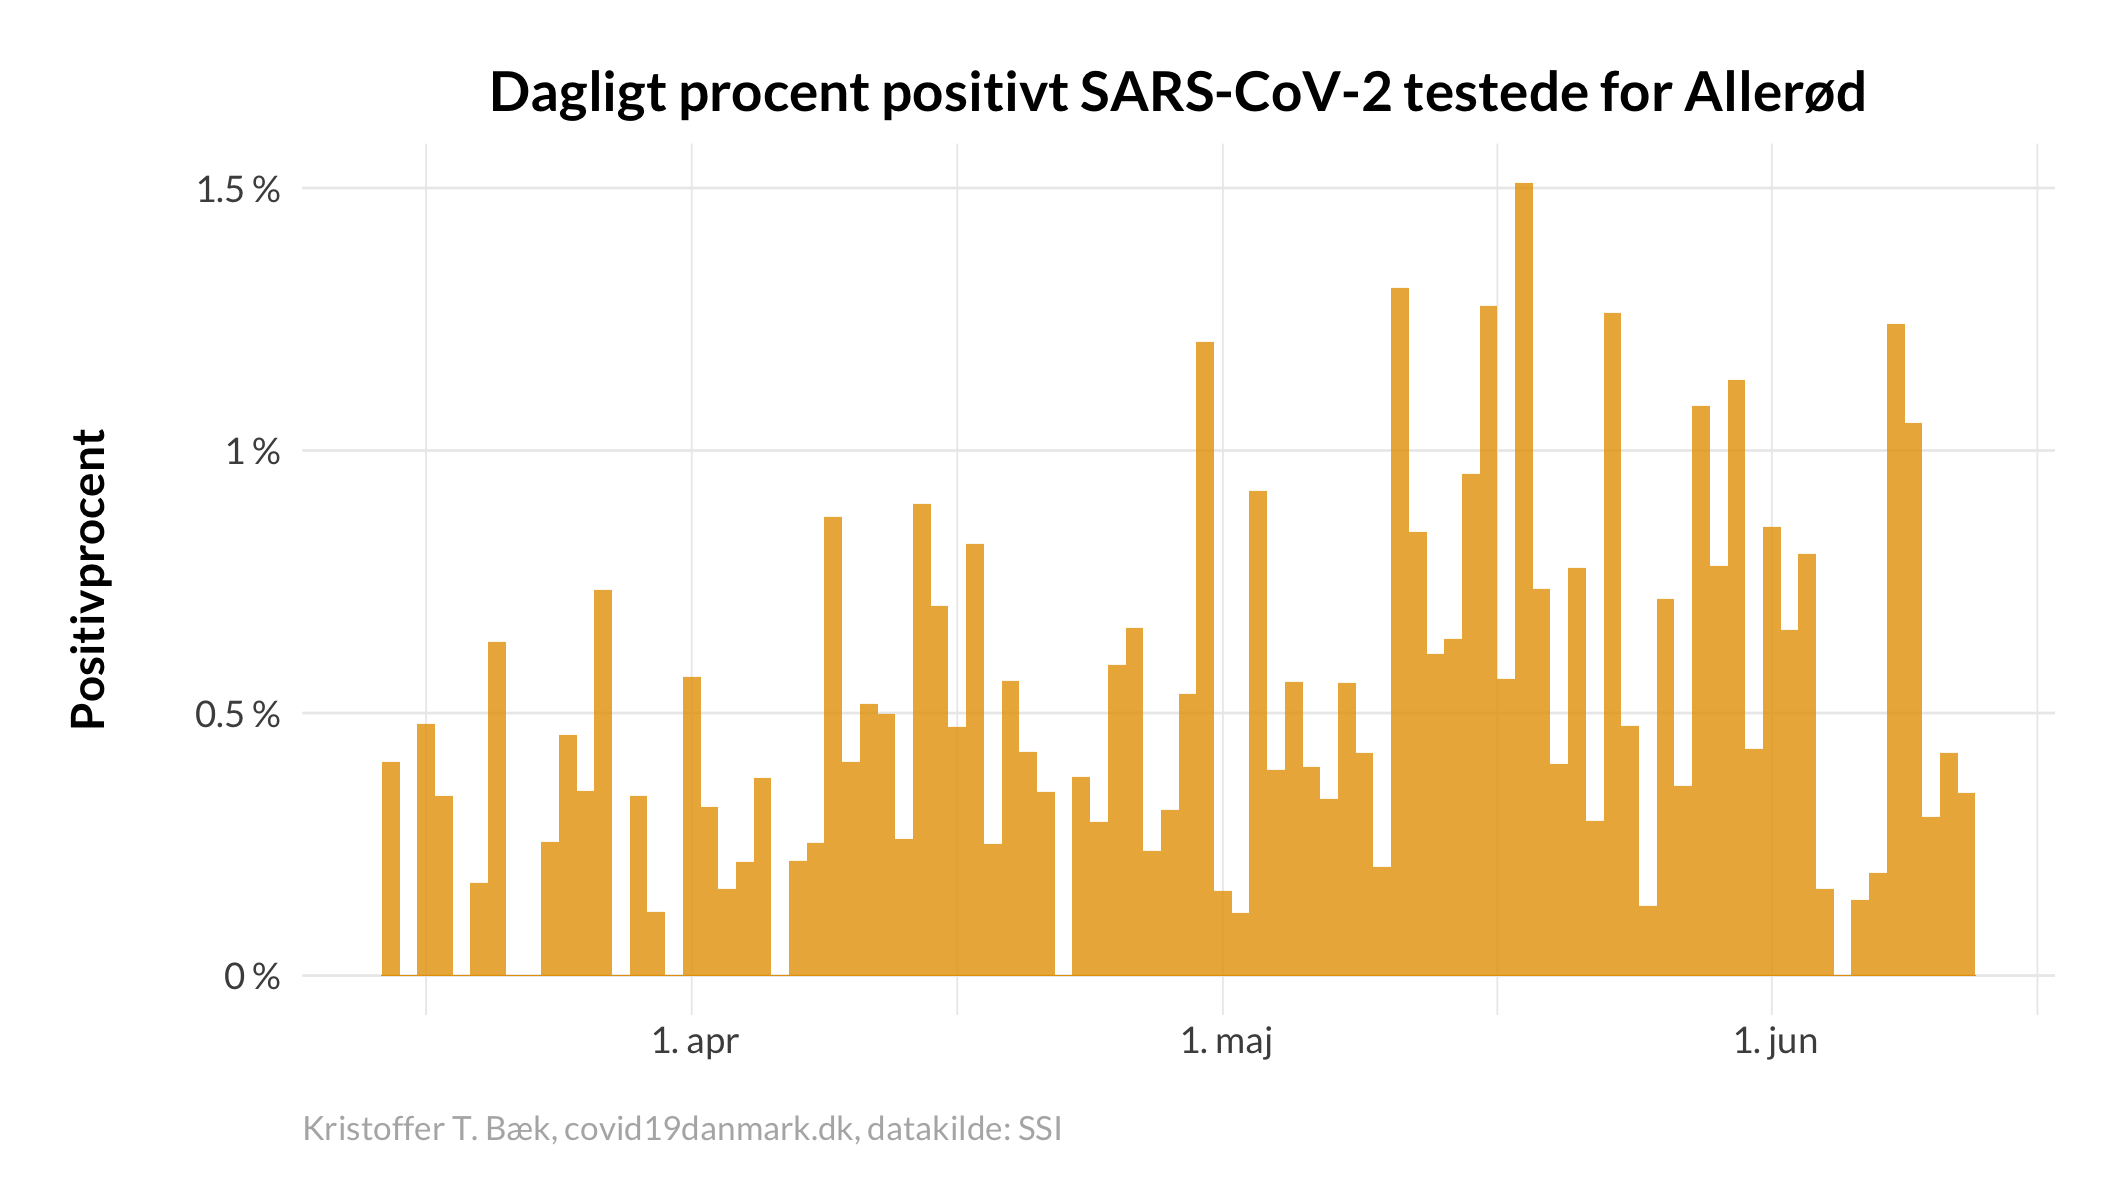 Dagligt procent positivt SARS-CoV-2 testede for Allerød
1.5 %
1 %
0.5 %
0 %
Positivprocent
1. apr
1. maj
1. jun
Kristoffer T. Bæk, covid19danmark.dk, datakilde: SSI